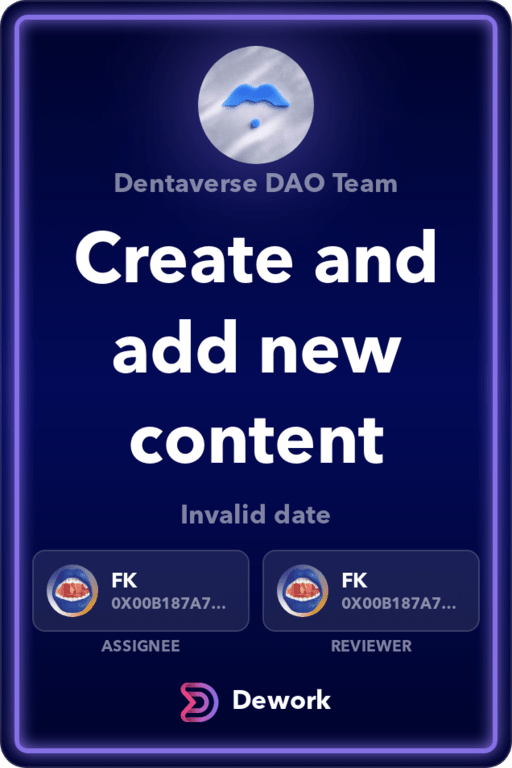 Dentaverse DAO Team
Create and
add new
content
Invalid date
FK
0X00B187A7...
ASSIGNEE
FK
0X00B187A7...
REVIEWER
Dework